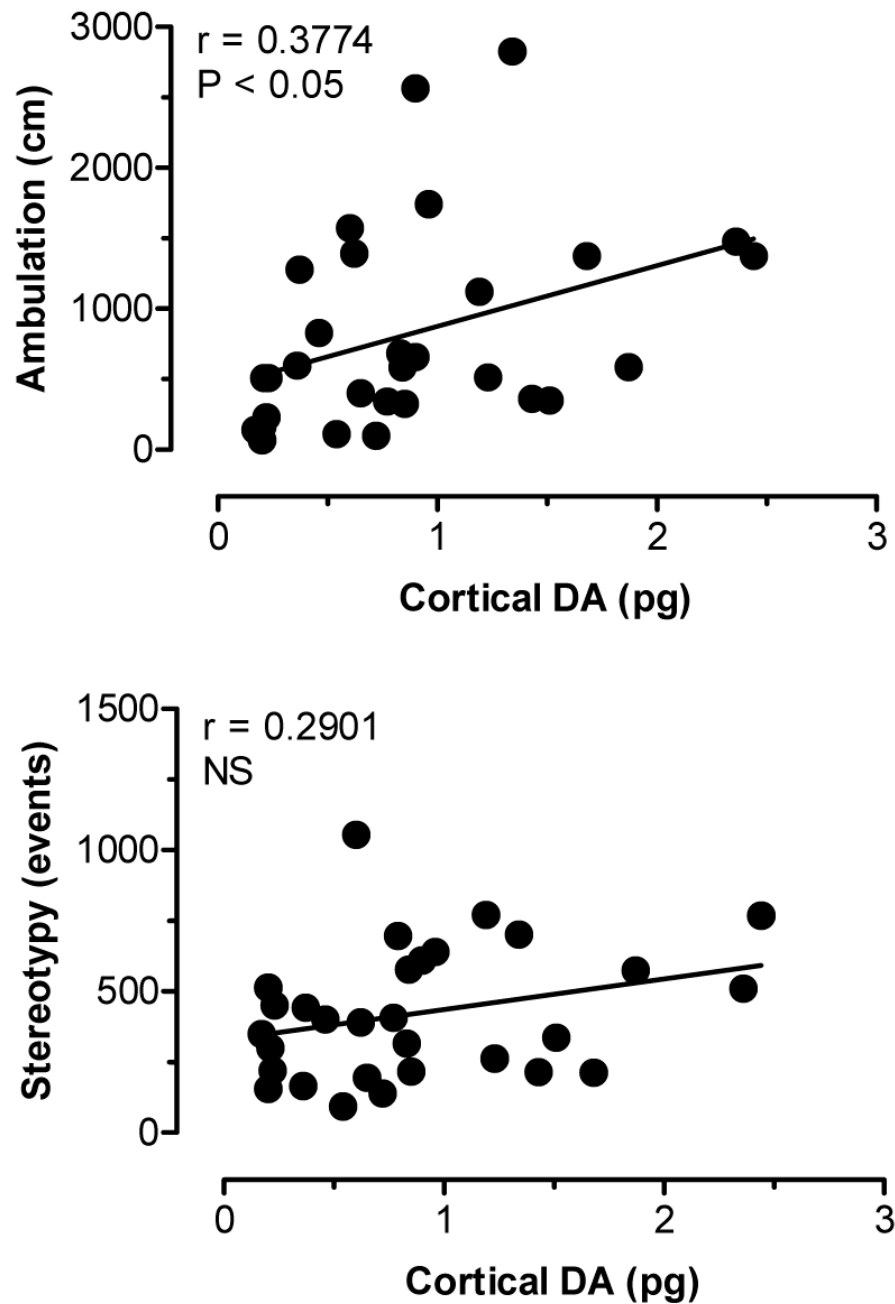 r = 0.3774
P < 0.05
Ambulation (cm)
3000
2000
1000
0
0 1 2 3
Cortical DA (pg)
r = 0.2901
NS
Stereotypy (events)
1500
1000
500
0
0 1 2 3
Cortical DA (pg)